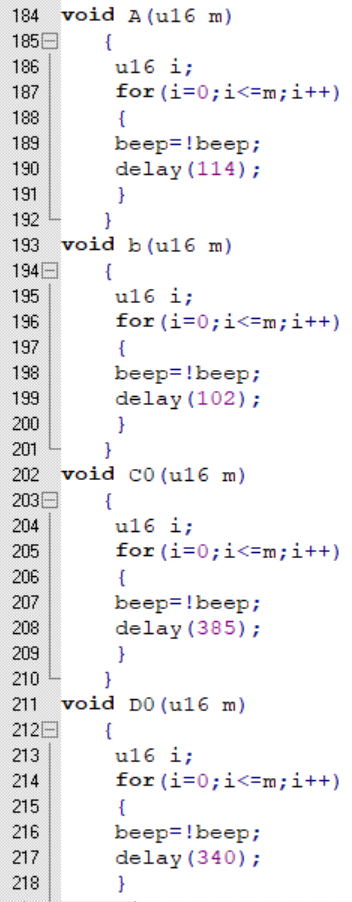 184 void A(u16 m)
185 {
186 u16 i;
187 for(i=0;i<=m;i++)
188 {
189 beep=!beep;
190 delay(114);
191 }
192 }
193 void b(u16 m)
194 {
195 u16 i;
196 for(i=0;i<=m;i++)
197 {
198 beep=!beep;
199 delay(102);
200 }
201 }
202 void C0(u16 m)
203 {
204 u16 i;
205 for(i=0;i<=m;i++)
206 {
207 beep=!beep;
208 delay(385);
209 }
210 }
211 void D0(u16 m)
212 {
213 u16 i;
214 for(i=0;i<=m;i++)
215 {
216 beep=!beep;
217 delay(340);
218 }